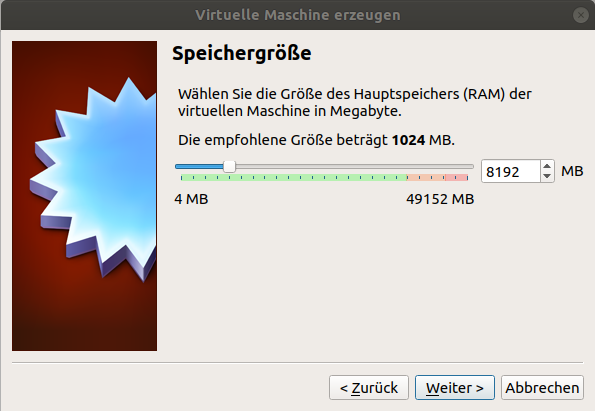 Virtuelle Maschine erzeugen
Speichergröße
Wählen Sie die Größe des Hauptspeichers (RAM) der
virtuellen Maschine in Megabyte.
Die empfohlene Größe beträgt 1024 MB.
8192 MB
4 MB 49152 MB
< Zurück Weiter > Abbrechen